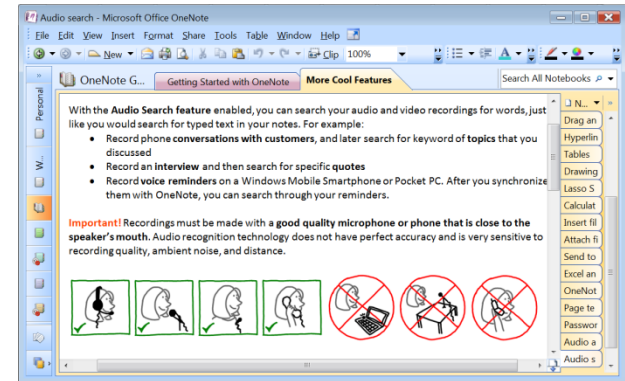 Audio search - Microsoft Office OneNote
File Edit View Insert Format Share Tools Table Window Help
New Clip 100%
Personal
W...
OneNote G... Getting Started with OneNote More Cool Features Search All Notebooks
With the Audio Search feature enabled, you can search your audio and video recordings for words, just
like you would search for typed text in your notes. For example:
• Record phone conversations with customers, and later search for keyword of topics that you
discussed
• Record an interview and then search for specific quotes
• Record voice reminders on a Windows Mobile Smartphone or Pocket PC. After you synchronize
them with OneNote, you can search through your reminders.
Important! Recordings must be made with a good quality microphone or phone that is close to the
speaker's mouth. Audio recognition technology does not have perfect accuracy and is very sensitive to
recording quality, ambient noise, and distance.
N...
Drag an
Hyperlin
Tables
Drawing
Lasso S
Calculat
Insert fil
Attach fi
Send to
Excel an
OneNot
Page te
Passwor
Audio a
Audio s